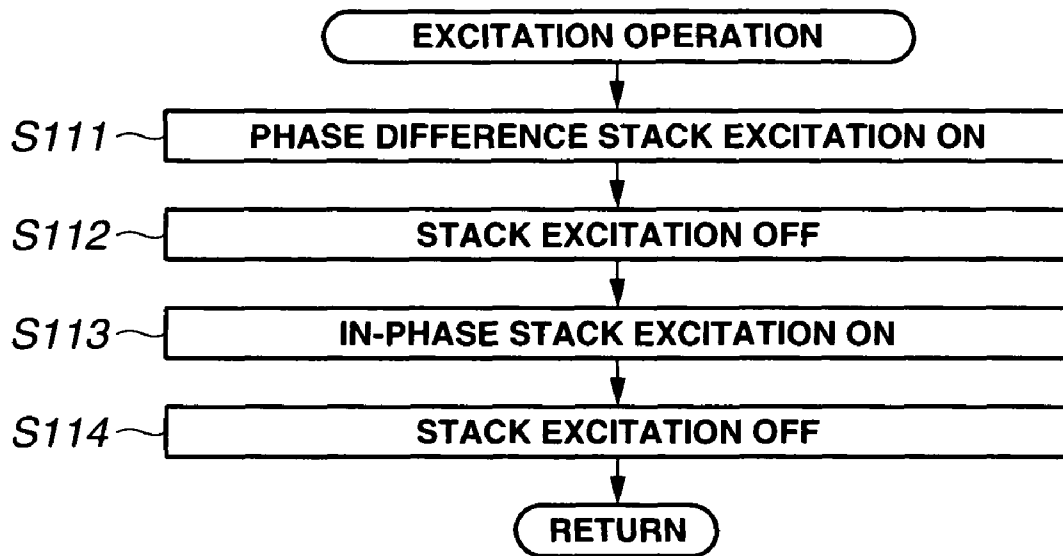 EXCITATION OPERATION
S111 PHASE DIFFERENCE STACK EXCITATION ON
S112 STACK EXCITATION OFF
S113 IN-PHASE STACK EXCITATION ON
S114 STACK EXCITATION OFF
RETURN